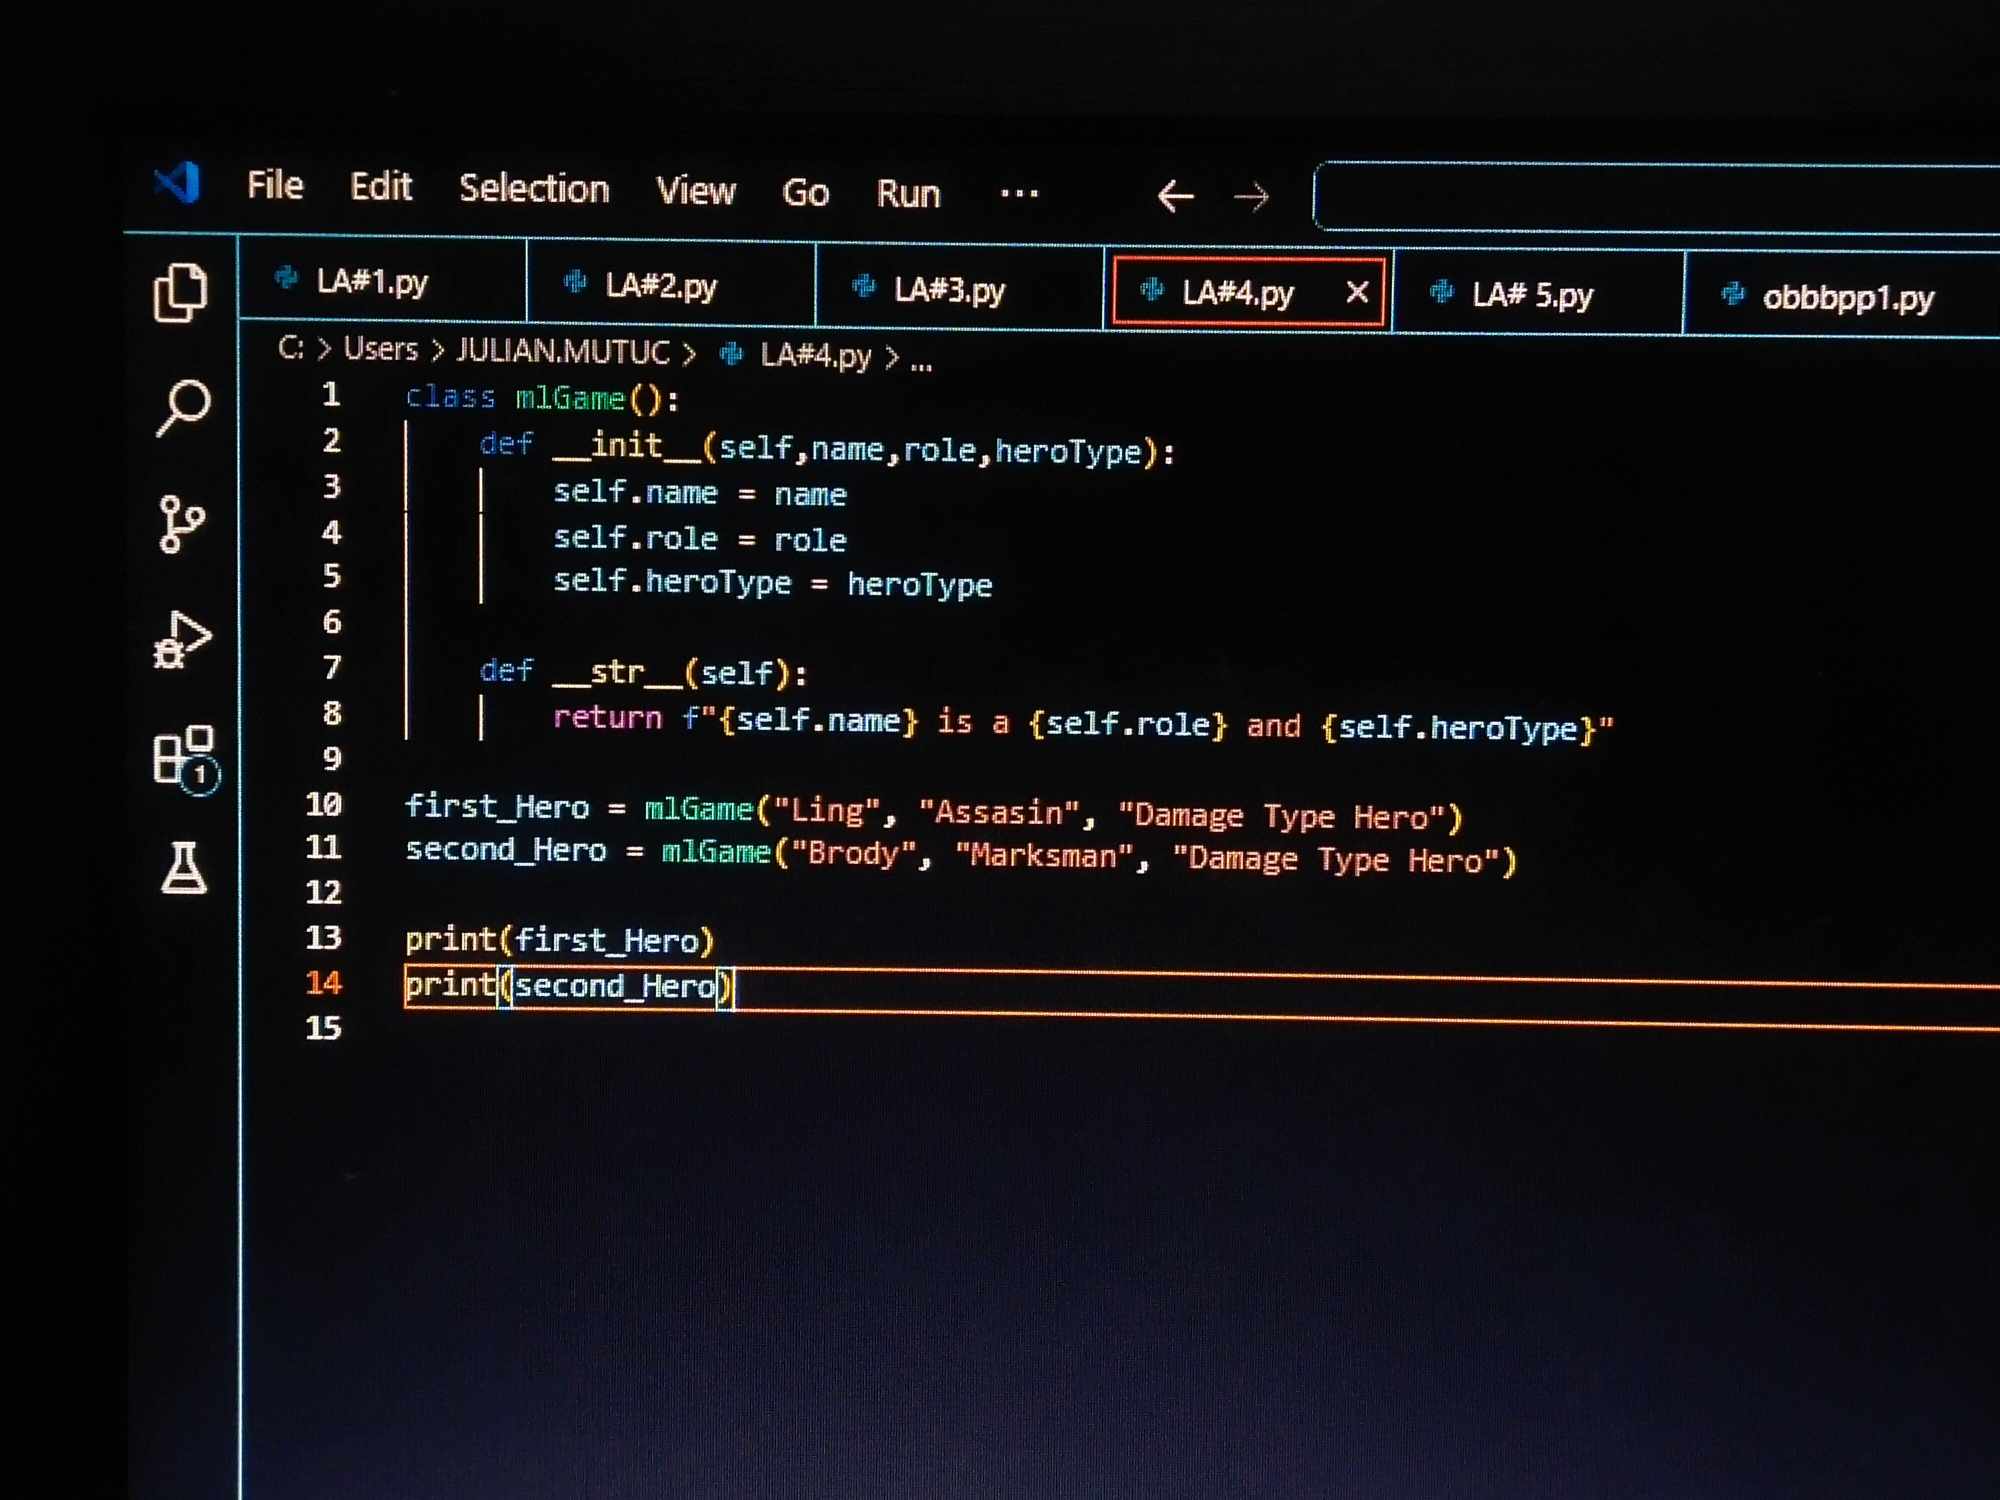 File Edit Selection View Go Run ...
LA#1.py LA#2.py LA#3.py LA#4.py LA# 5.py obbbpp1.py
C: > Users > JULIAN.MUTUC > LA#4.py > ...
1 class mlGame():
2 def __init__(self,name,role,heroType):
3 self.name = name
4 self.role = role
5 self.heroType = heroType
6
7 def __str__(self):
8 return f"{self.name} is a {self.role} and {self.heroType}"
9
10 first_Hero = mlGame("Ling", "Assasin", "Damage Type Hero")
11 second_Hero = mlGame("Brody", "Marksman", "Damage Type Hero")
12
13 print(first_Hero)
14 print(second_Hero)
15
1